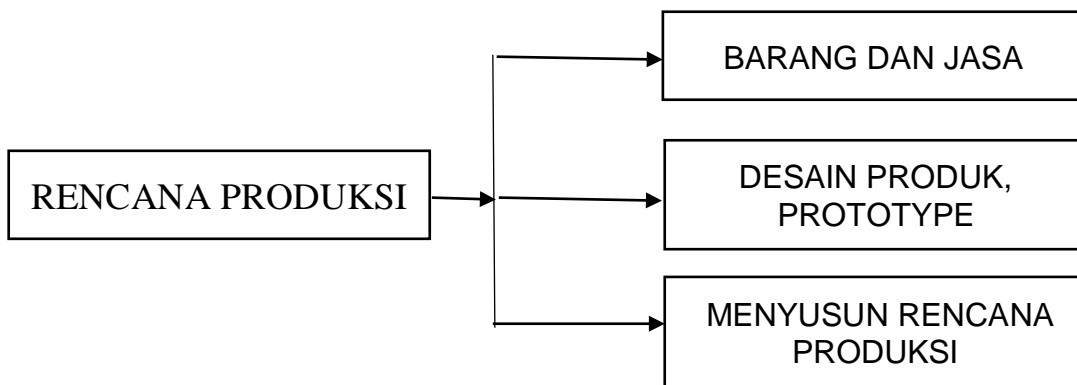 RENCANA PRODUKSI
BARANG DAN JASA
DESAIN PRODUK,
PROTOTYPE
MENYUSUN RENCANA
PRODUKSI